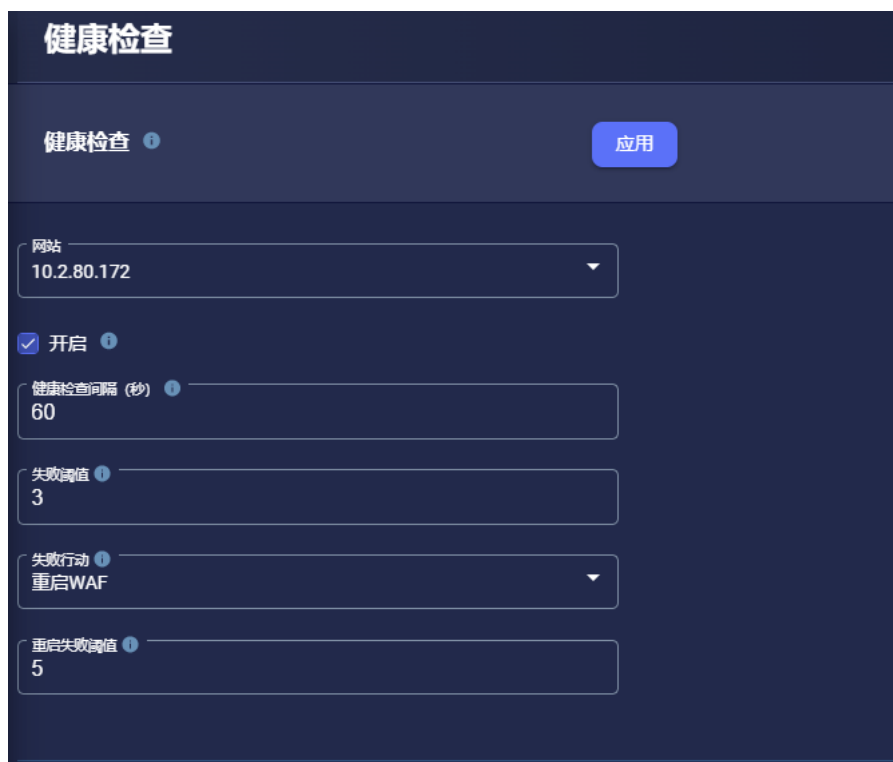 健康检查
健康检查
应用
网站
10.2.80.172
开启
健康检查间隔（秒）
60
失败阈值
3
失败行动
重启WAF
重启失败阈值
5